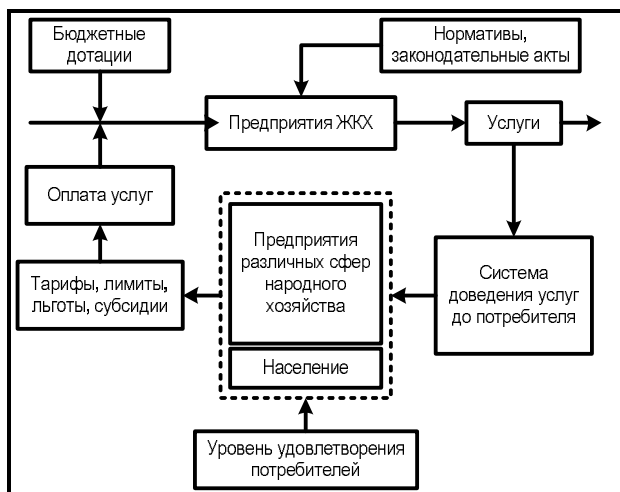 Бюджетные
дотации
Нормативы,
законодательные акты
Предприятия ЖКХ
Услуги
Оплата услуг
Предприятия
различных сфер
народного
хозяйства
Система
доведения услуг
до потребителя
Тарифы, лимиты,
льготы, субсидии
Население
Уровень удовлетворения
потребителей